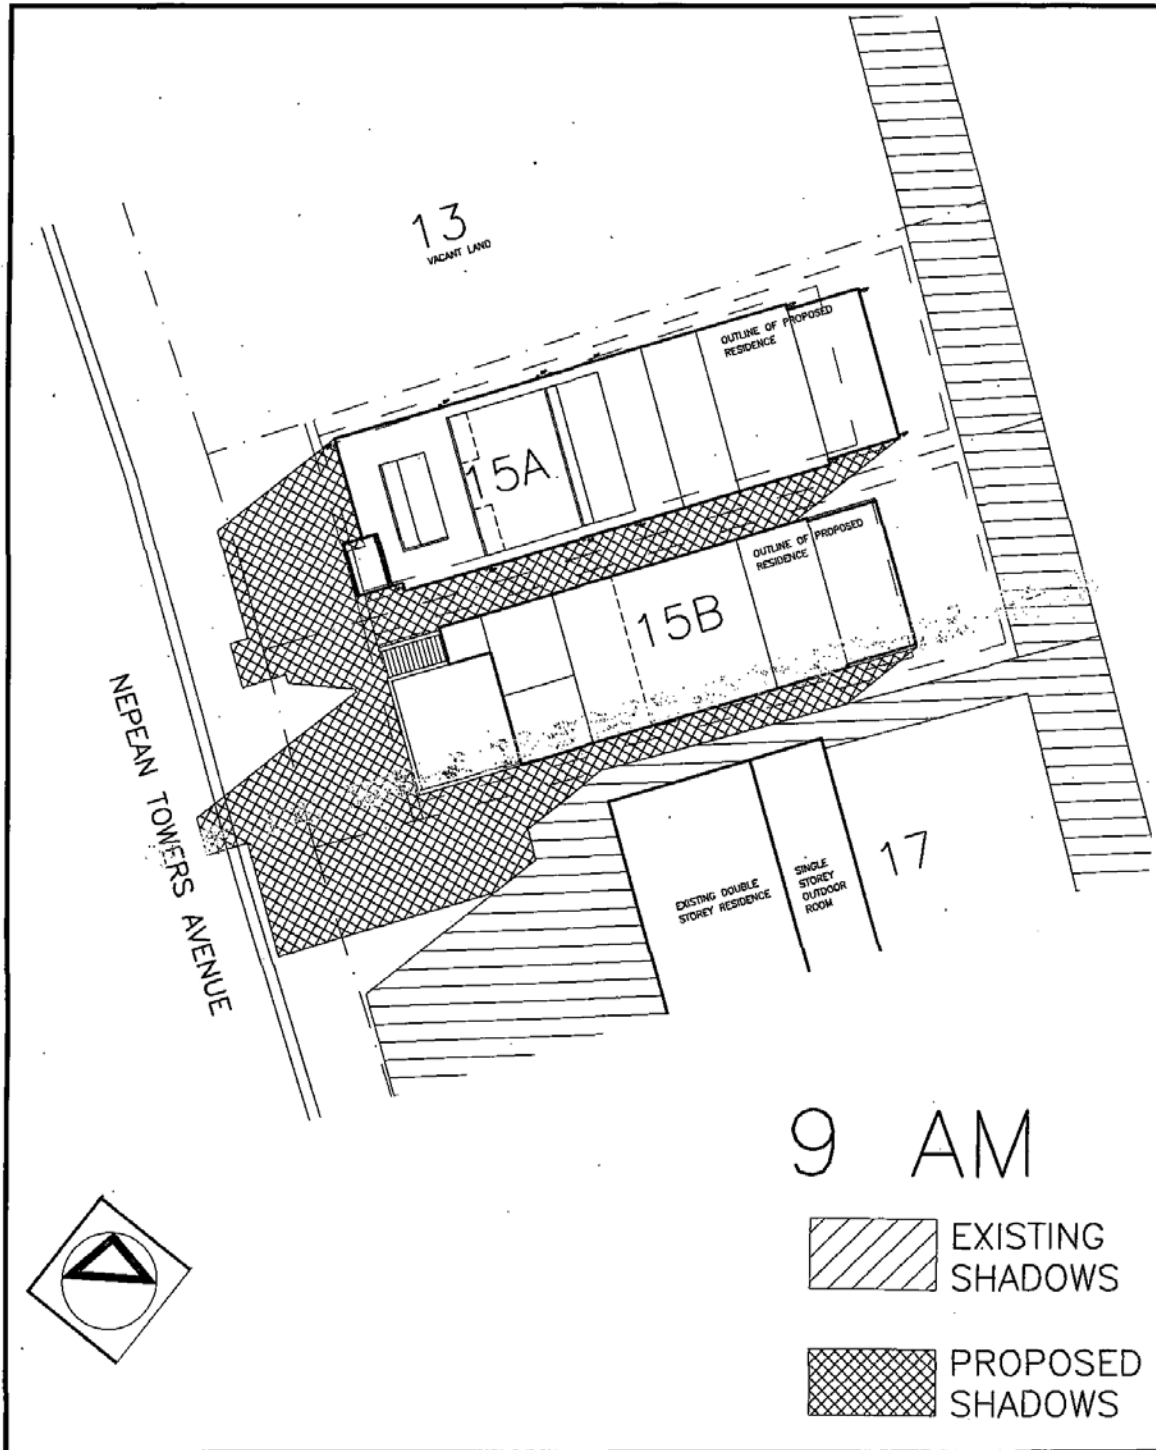 13
VACANT LAND
OUTLINE OF PROPOSED
RESIDENCE
15A
OUTLINE OF PROPOSED
RESIDENCE
15B
NEPEAN TOWERS AVENUE
17
EXISTING DOUBLE
STOREY RESIDENCE
SINGLE
STOREY
OUTDOOR
ROOM
9 AM
EXISTING
SHADOWS
PROPOSED
SHADOWS